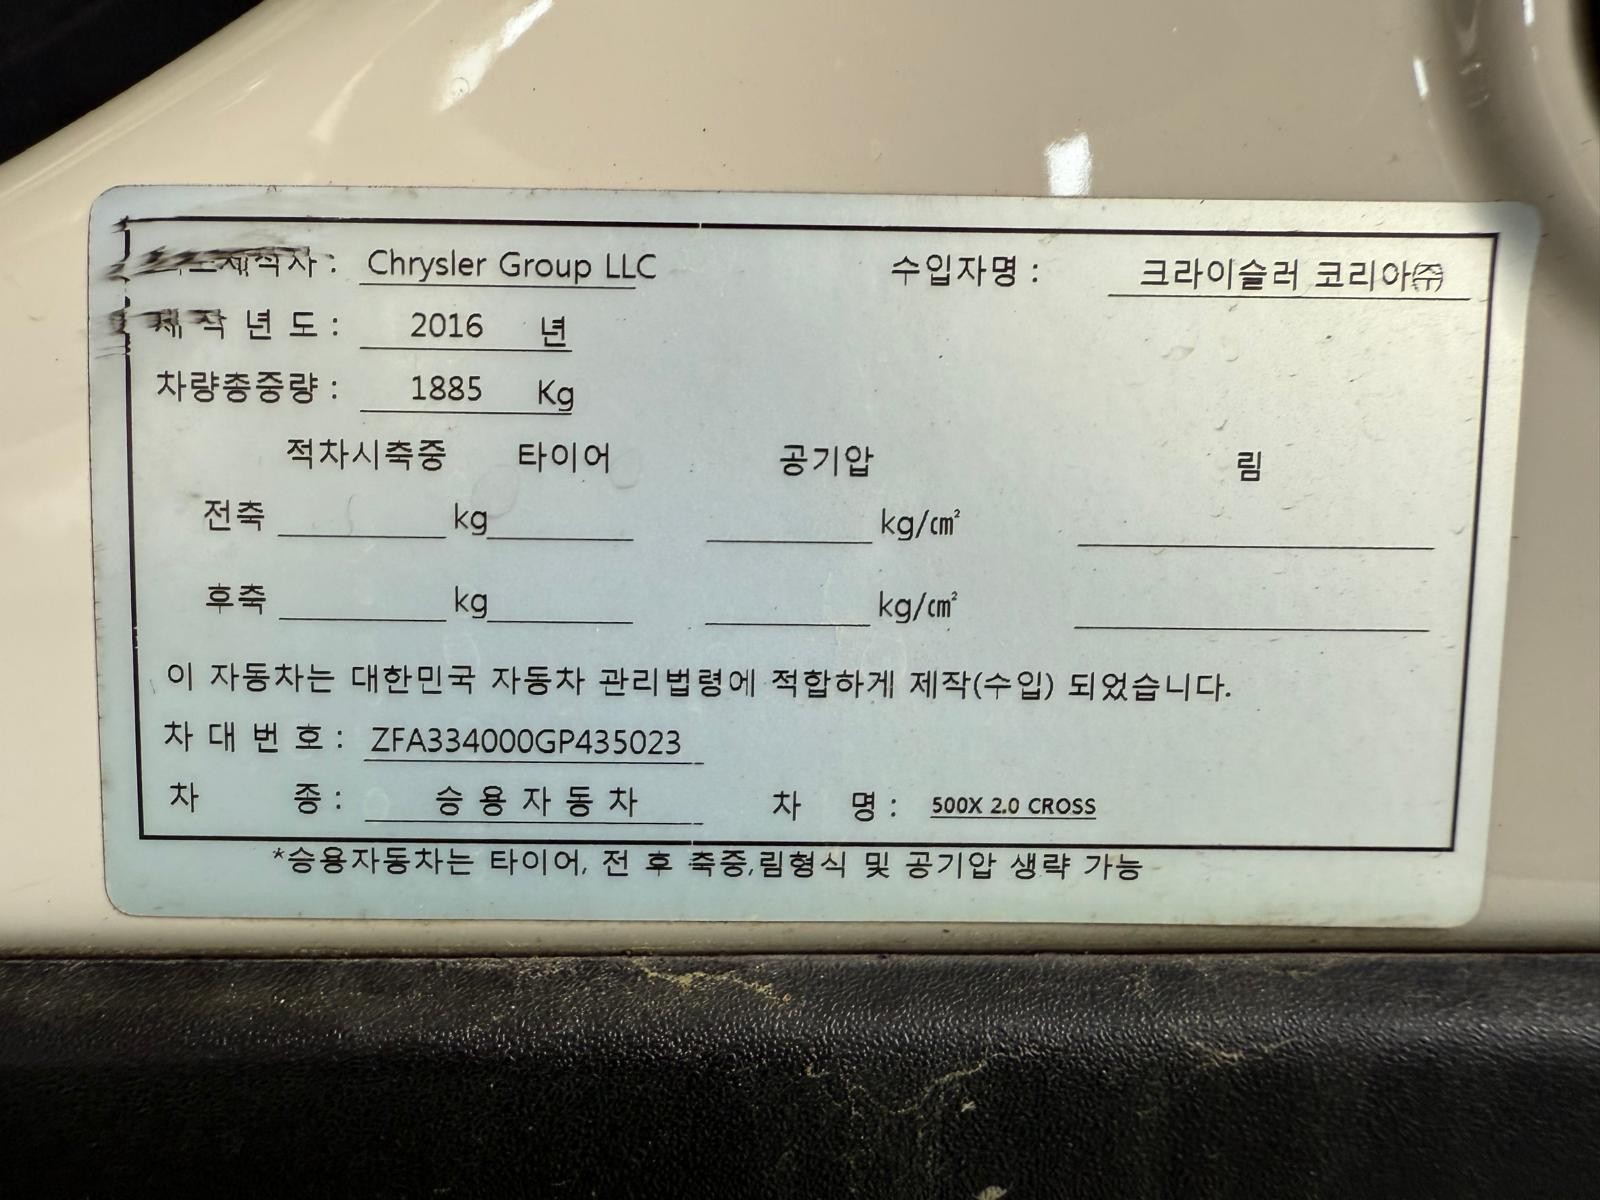 Chrysler Group LLC 수입자명 : 크라이슬러 코리아㈜
제 작 년 도 : 2016 년
차량총중량 : 1885 Kg
적차시축중 타이어 공기압 림
전축 kg kg/㎠
후축 kg kg/㎠
이 자동차는 대한민국 자동차 관리법령에 적합하게 제작(수입) 되었습니다.
차 대 번 호 : ZFA334000GP435023
차 종 : 승 용 자 동 차 차 명 : 500X 2.0 CROSS
*승용자동차는 타이어, 전 후 축중,림형식 및 공기압 생략 가능